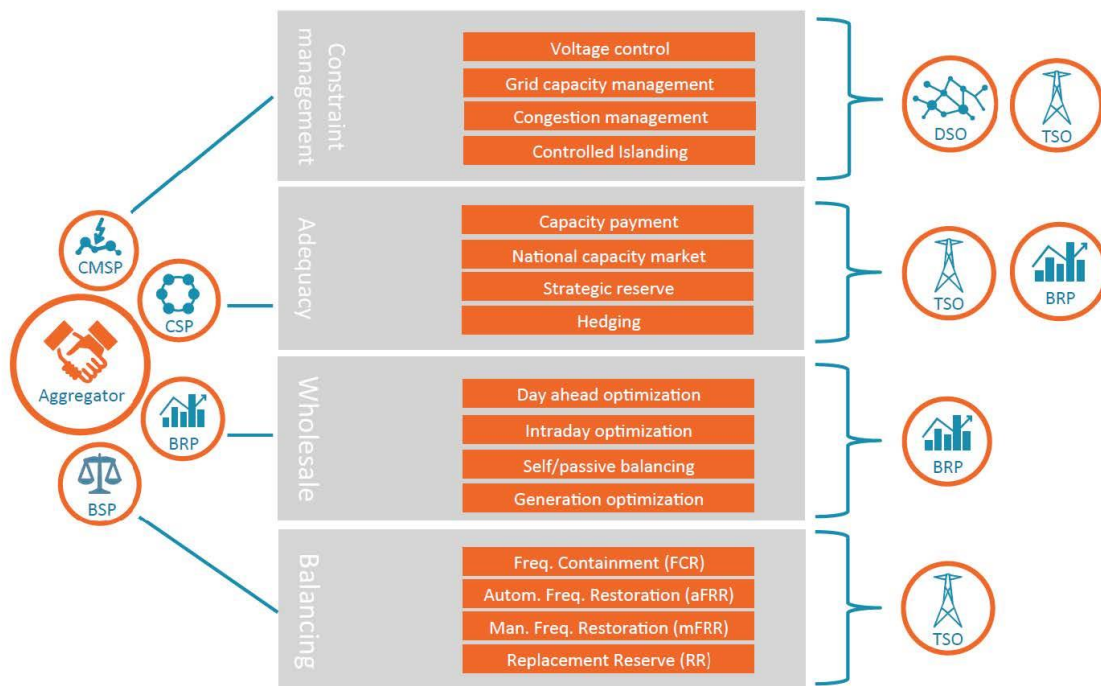 Constraint
management
Voltage control
Grid capacity management
Congestion management
Controlled Islanding
DSO
TSO
Adequacy
Capacity payment
National capacity market
Strategic reserve
Hedging
TSO
BRP
CMSP
CSP
Aggregator
BRP
BSP
Wholesale
Day ahead optimization
Intraday optimization
Self/passive balancing
Generation optimization
BRP
Balancing
Freq. Containment (FCR)
Autom. Freq. Restoration (aFRR)
Man. Freq. Restoration (mFRR)
Replacement Reserve (RR)
TSO